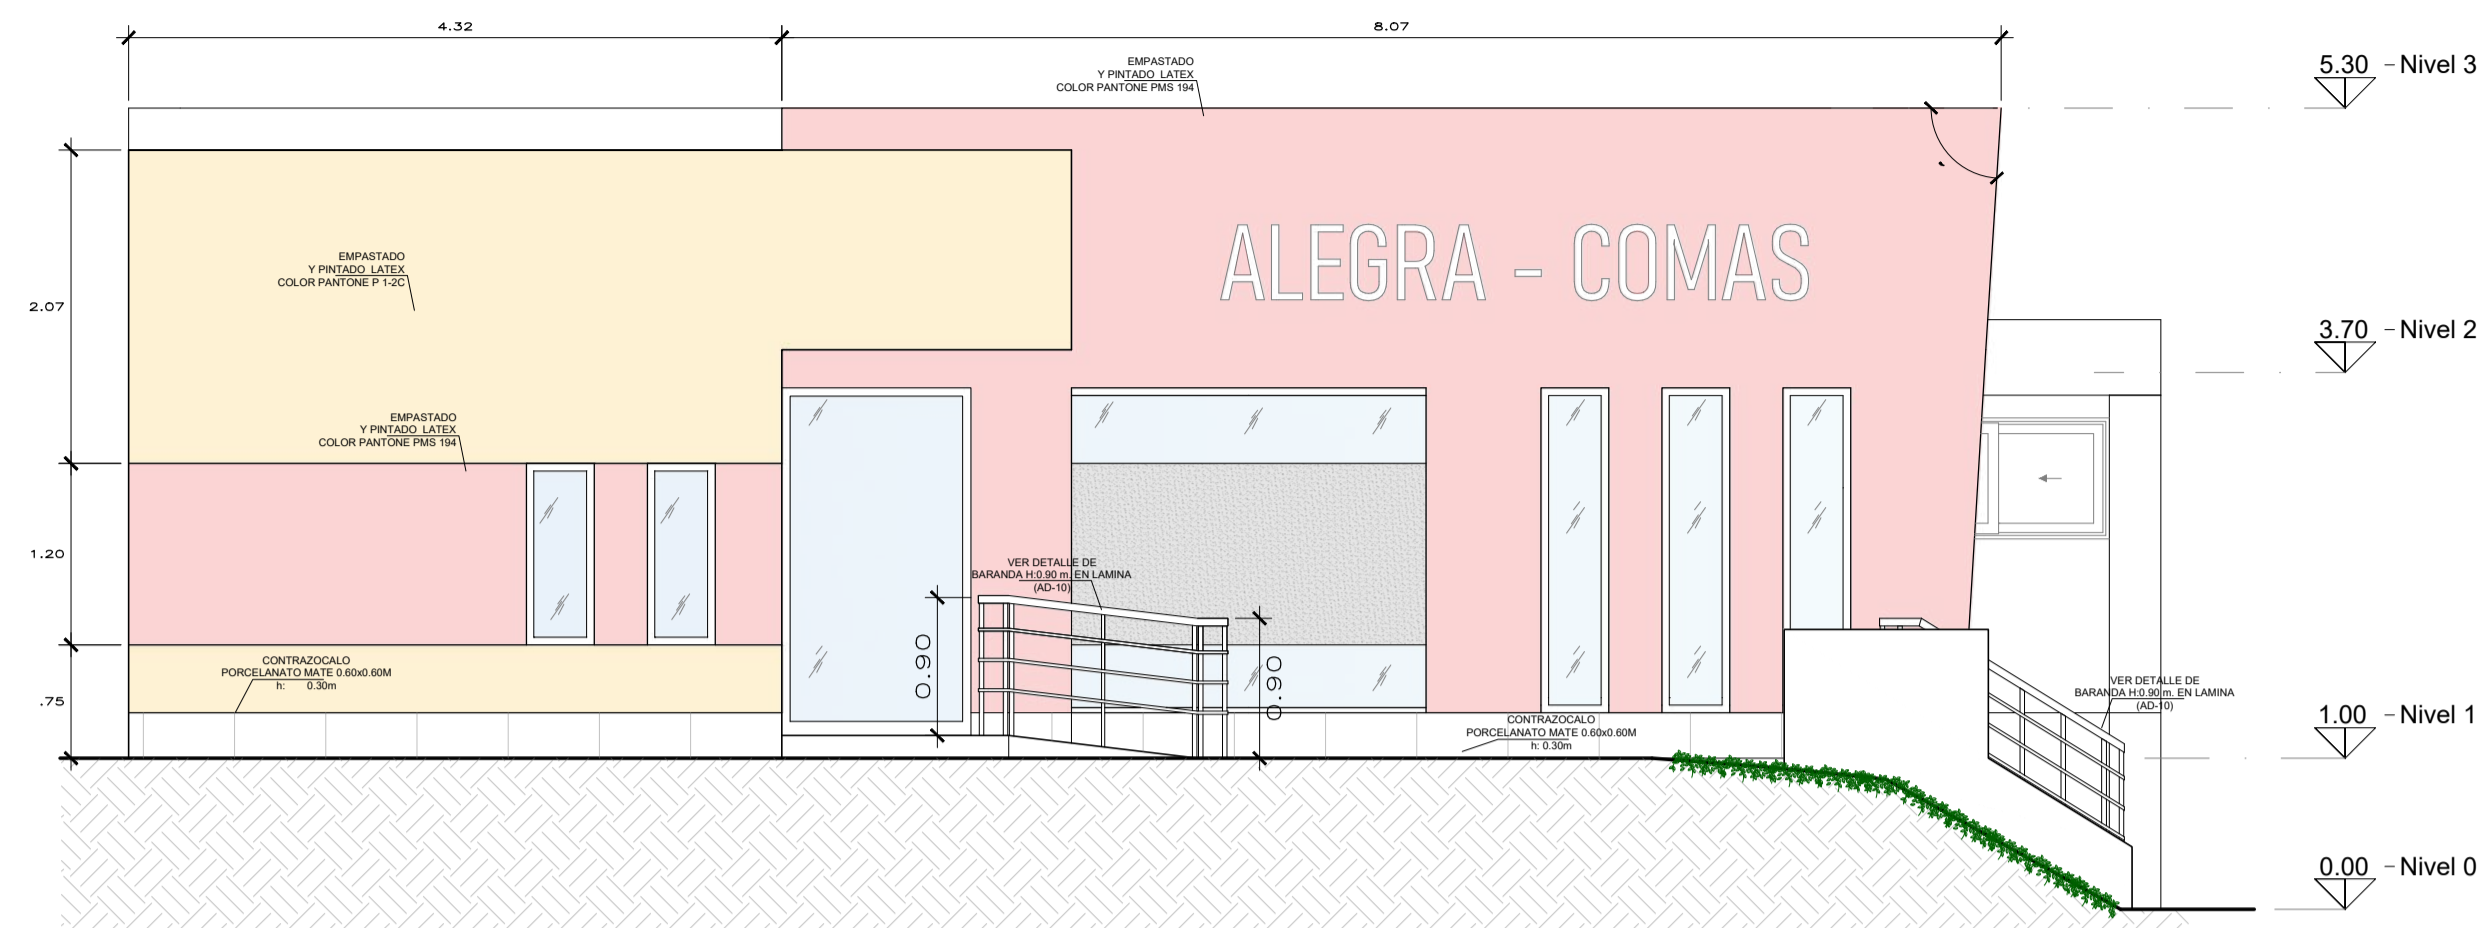 4.32
8.07
EMPASTADO
Y PINTADO LATEX
COLOR PANTONE PMS 194
5.30 - Nivel 3
EMPASTADO
Y PINTADO LATEX
COLOR PANTONE P 1-2C
ALEGRA - COMAS
2.07
3.70 - Nivel 2
EMPASTADO
Y PINTADO LATEX
COLOR PANTONE PMS 194
1.20
VER DETALLE DE
BARANDA H:0.90 m. EN LAMINA
(AD-10)
0.90
0.90
CONTRAZOCALO
PORCELANATO MATE 0.60x0.60M
h: 0.30m
.75
VER DETALLE DE
BARANDA H:0.90 m. EN LAMINA
(AD-10)
CONTRAZOCALO
PORCELANATO MATE 0.60x0.60M
h: 0.30m
1.00 - Nivel 1
0.00 - Nivel 0